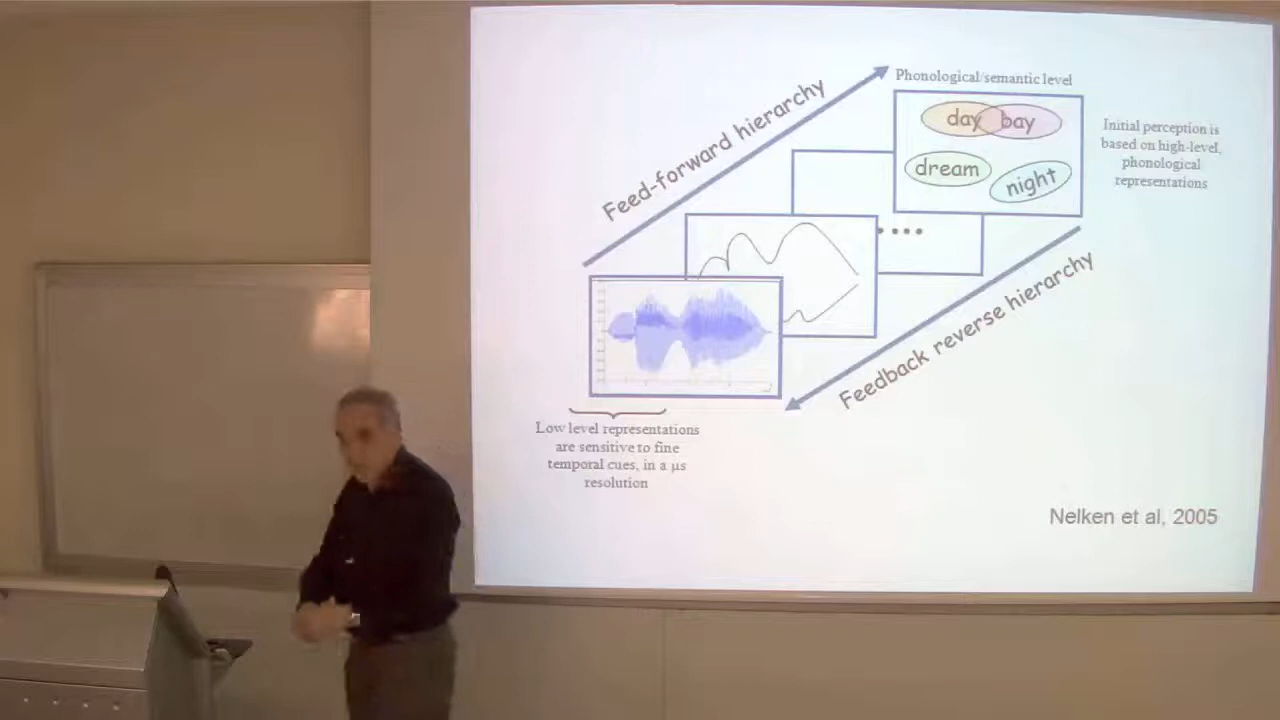 Phonological/semantic level
Feed-forward hierarchy
day bay
dream
night
Initial perception is
based on high-level,
phonological
representations
Feedback reverse hierarchy
Low level representations
are sensitive to fine
temporal cues, in a µs
resolution
Nelken et al, 2005